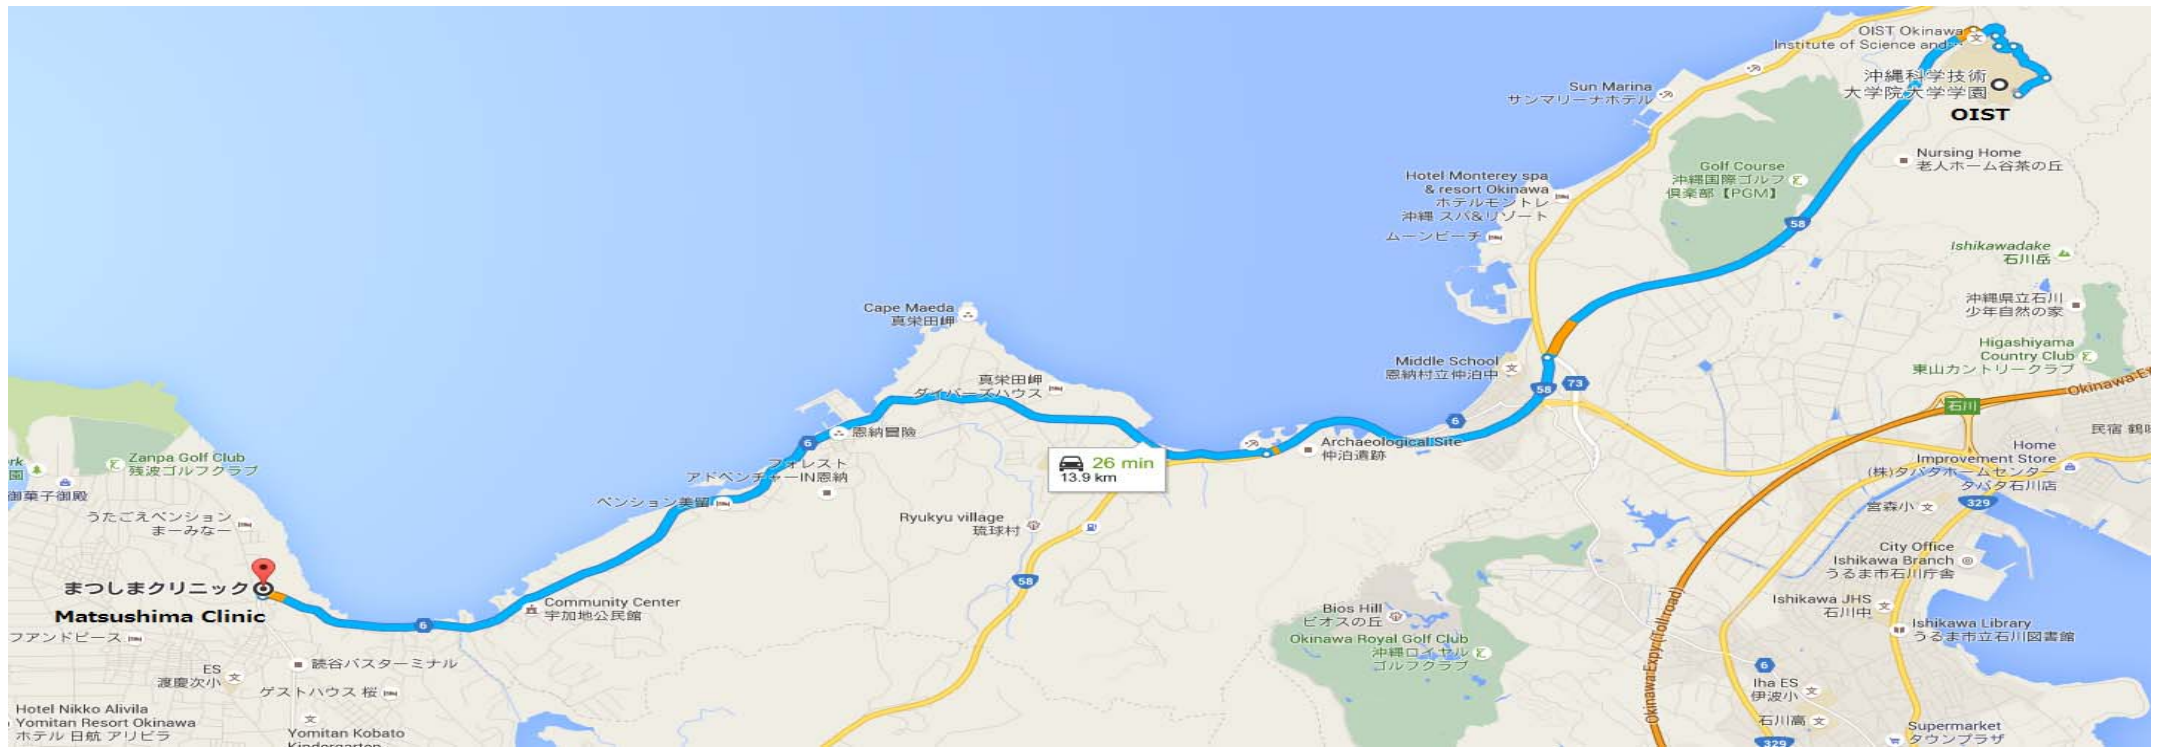 OIST Okinawa
Institute of Science and
沖縄科学技術
大学院大学学園
OIST
Sun Marina
サンマリーナホテル
Nursing Home
老人ホーム谷茶の丘
Golf Course
沖縄国際ゴルフ
倶楽部【PGM】
Hotel Monterey spa
& resort Okinawa
ホテルモントレ
沖縄 スパ&リゾート
ムーンビーチ
58
Ishikawadake
石川岳
沖縄県立石川
少年自然の家
Cape Maeda
真栄田岬
Higashiyama
Country Club
東山カントリークラブ
Middle School
恩納村立仲泊中
58
73
真栄田岬
ダイバーズハウス
Okinawa Ex
石川
6
恩納冒險
6
Archaeological Site
仲泊遺跡
民宿 鶴
Zanpa Golf Club
残波ゴルフクラブ
rk
園
御菓子御殿
26 min
13.9 km
フォレスト
アドベンチャーIN恩納
ペンション美留
Home
Improvement Store
(株)タバタホームセンター
タバタ石川店
329
宮森小
うたごえペンション
まーみなー
Ryukyu village
琉球村
City Office
Ishikawa Branch
うるま市石川庁舎
まつしまクリニック
Matsushima Clinic
58
Community Center
宇加地公民館
6
Bios Hill
ビオスの丘
Okinawa Royal Golf Club
沖縄ロイヤル
ゴルフクラブ
Okinawa Expy(Toll road)
Ishikawa JHS
石川中
Ishikawa Library
うるま市立石川図書館
フアンドピース
ES
渡慶次小
読谷バスターミナル
ゲストハウス 桜
6
Iha ES
伊波小
石川高
Hotel Nikko Alivila
Yomitan Resort Okinawa
ホテル 日航 アリビラ
Yomitan Kobato
Kindergarten
329
Supermarket
タウンプラザ